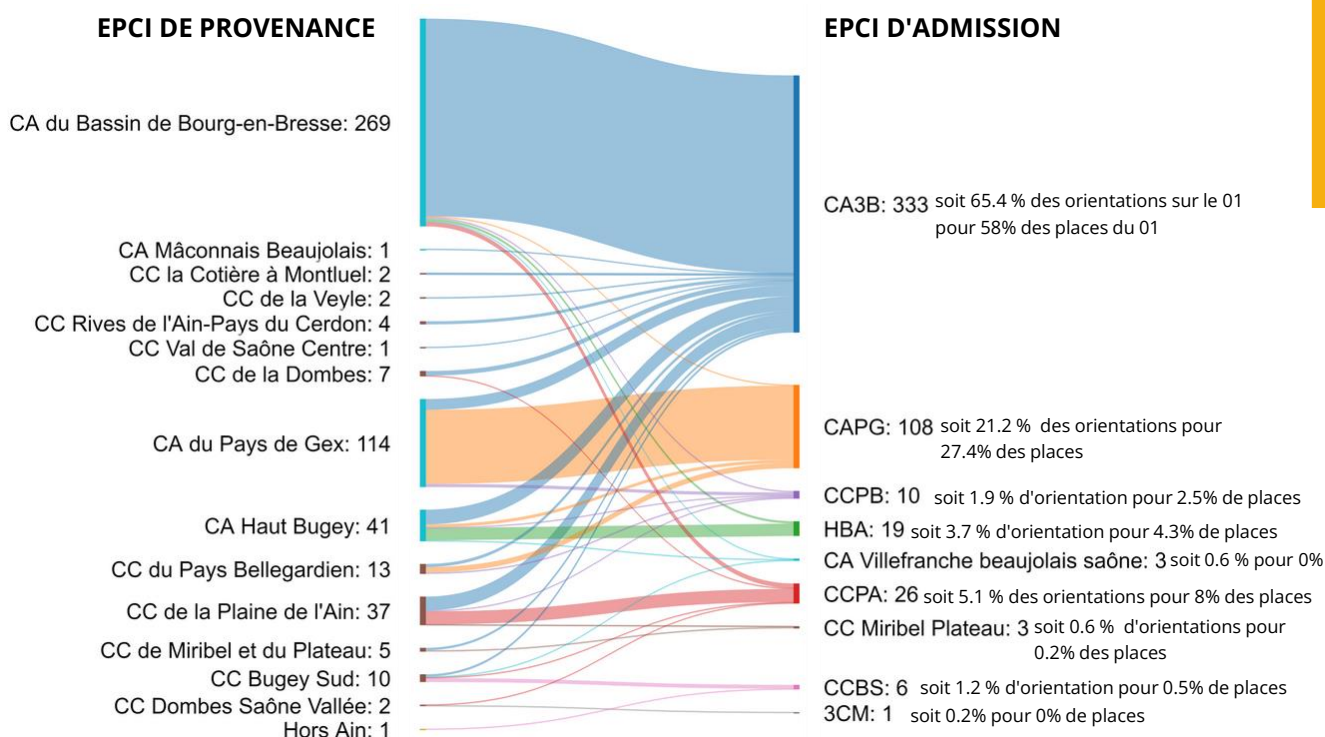 EPCI DE PROVENANCE
CA du Bassin de Bourg-en-Bresse: 269
CA Mâconnais Beaujolais: 1
CC la Cotière à Montluel: 2
CC de la Veyle: 2
CC Rives de l'Ain-Pays du Cerdon: 4
CC Val de Saône Centre: 1
CC de la Dombes: 7
CA du Pays de Gex: 114
CA Haut Bugey: 41
CC du Pays Bellegardien: 13
CC de la Plaine de l'Ain: 37
CC de Miribel et du Plateau: 5
CC Bugey Sud: 10
CC Dombes Saône Vallée: 2
Hors Ain: 1
EPCI D'ADMISSION
CA3B: 333 soit 65.4 % des orientations sur le 01
pour 58% des places du 01
CAPG: 108 soit 21.2 % des orientations pour
27.4% des places
CCPB: 10 soit 1.9 % d'orientation pour 2.5% de places
HBA: 19 soit 3.7 % d'orientation pour 4.3% de places
CA Villefranche beaujolais saône: 3 soit 0.6 % pour 0%
CCPA: 26 soit 5.1 % des orientations pour 8% des places
CC Miribel Plateau: 3 soit 0.6 % d'orientations pour
0.2% des places
CCBS: 6 soit 1.2 % d'orientation pour 0.5% de places
3CM: 1 soit 0.2% pour 0% de places